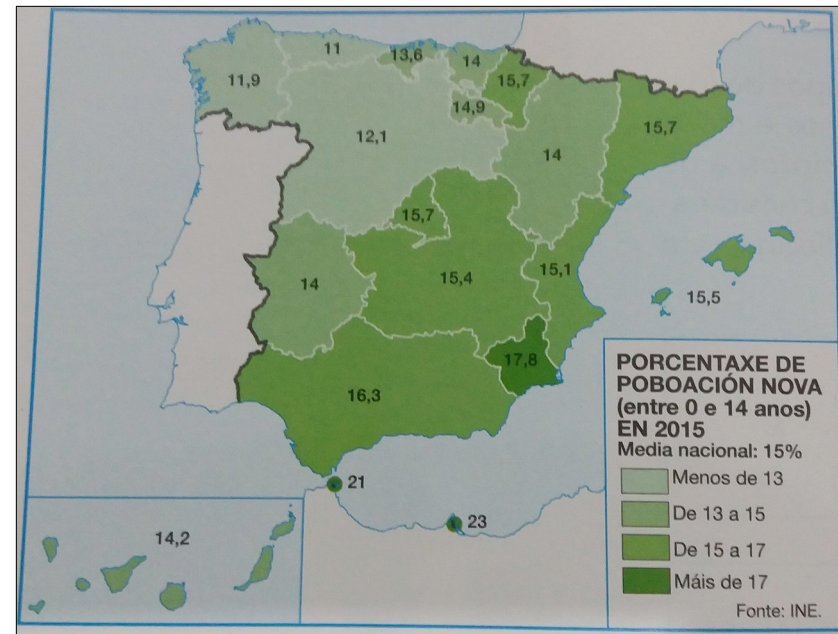 11
13,6
14
11,9
15,7
14,9
12,1
14
15,7
15,7
14
15,4
15,1
15,5
17,8
16,3
21
23
14,2
PORCENTAXE DE
POBOACIÓN NOVA
(entre 0 e 14 anos)
EN 2015
Media nacional: 15%
Menos de 13
De 13 a 15
De 15 a 17
Máis de 17
Fonte: INE.